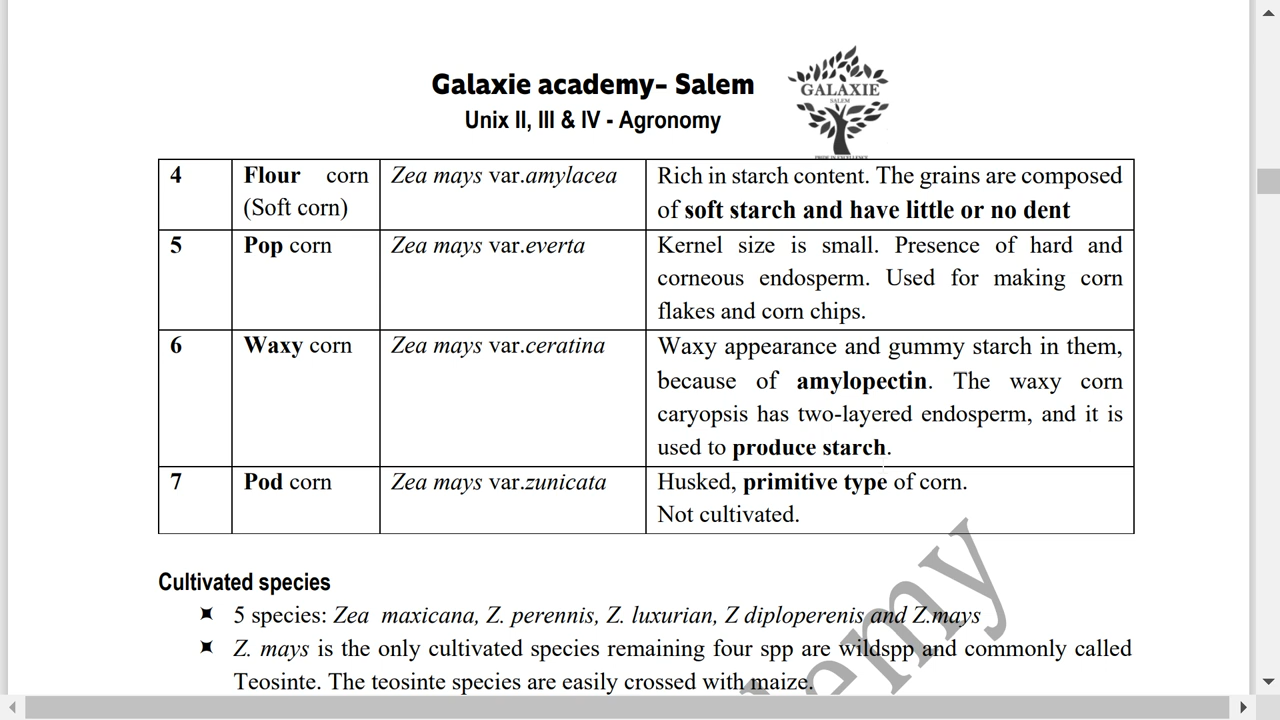 Galaxie academy– Salem
Unix II, III & IV - Agronomy
GALAXIE
SALEM
PRIDE IN EXCELLENCY
4 Flour corn (Soft corn) Zea mays var.amylacea Rich in starch content. The grains are composed
of soft starch and have little or no dent
5 Pop corn Zea mays var.everta Kernel size is small. Presence of hard and
corneous endosperm. Used for making corn
flakes and corn chips.
6 Waxy corn Zea mays var.ceratina Waxy appearance and gummy starch in them,
because of amylopectin. The waxy corn
caryopsis has two-layered endosperm, and it is
used to produce starch.
7 Pod corn Zea mays var.zunicata Husked, primitive type of corn.
Not cultivated.
Cultivated species
5 species: Zea maxicana, Z. perennis, Z. luxurian, Z diploperenis and Z.mays
Z. mays is the only cultivated species remaining four spp are wildspp and commonly called
Teosinte. The teosinte species are easily crossed with maize.